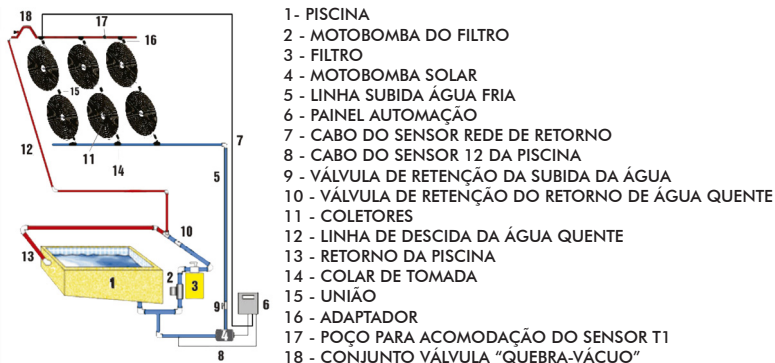 18
17
16
15
12
11
14
7
5
10
13
1
2
3
9
6
4
8
1- PISCINA
2 - MOTOBOMBA DO FILTRO
3 - FILTRO
4 - MOTOBOMBA SOLAR
5 - LINHA SUBIDA ÁGUA FRIA
6 - PAINEL AUTOMAÇÃO
7 - CABO DO SENSOR REDE DE RETORNO
8 - CABO DO SENSOR 12 DA PISCINA
9 - VÁLVULA DE RETENÇÃO DA SUBIDA DA ÁGUA
10 - VÁLVULA DE RETENÇÃO DO RETORNO DE ÁGUA QUENTE
11 - COLETORES
12 - LINHA DE DESCIDA DA ÁGUA QUENTE
13 - RETORNO DA PISCINA
14 - COLAR DE TOMADA
15 - UNIÃO
16 - ADAPTADOR
17 - POÇO PARA ACOMODAÇÃO DO SENSOR T1
18 - CONJUNTO VÁLVULA "QUEBRA-VÁCUO"